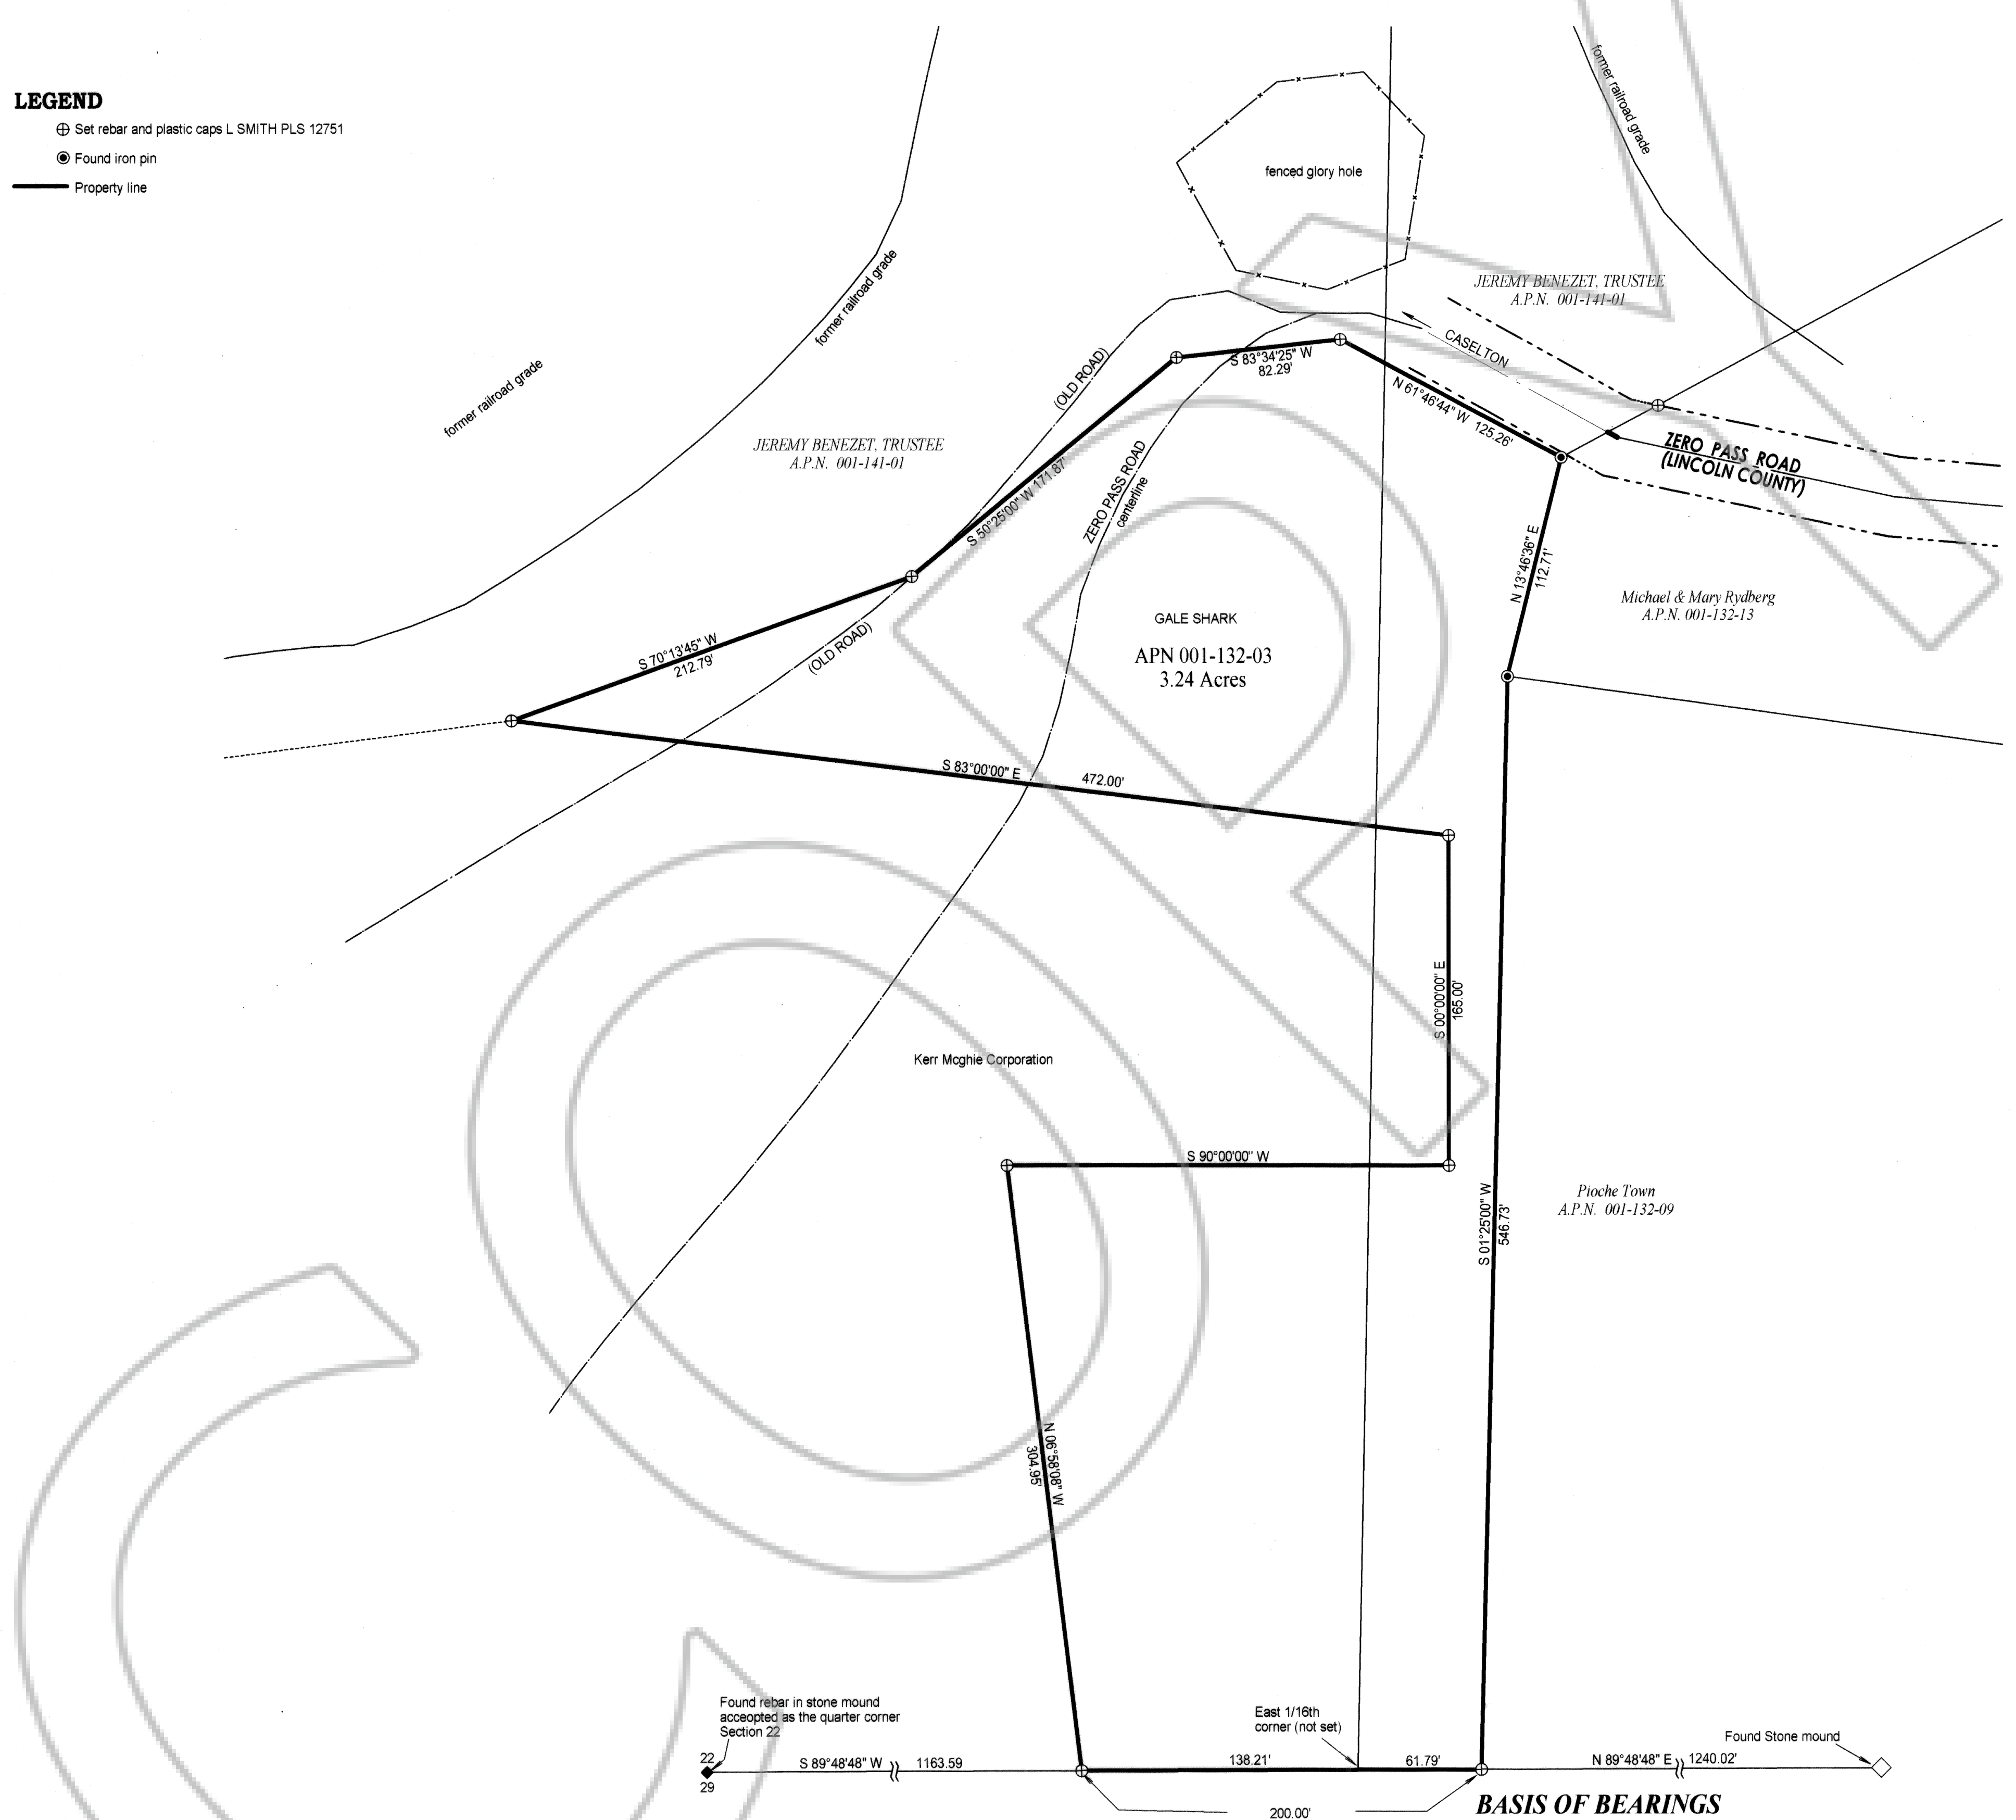 LEGEND
Set rebar and plastic caps L SMITH PLS 12751
Found iron pin
Property line
former railroad grade
former railroad grade
former railroad grade
fenced glory hole
JEREMY BENEZET, TRUSTEE
A.P.N. 001-141-01
CASELTON
(OLD ROAD)
S 83°34'25" W
82.29'
N 61°46'44" W 125.26'
ZERO PASS ROAD
(LINCOLN COUNTY)
JEREMY BENEZET, TRUSTEE
A.P.N. 001-141-01
S 50°25'00" W 171.87'
ZERO PASS ROAD
centerline
N 13°46'36" E
112.71'
Michael & Mary Rydberg
A.P.N. 001-132-13
GALE SHARK
APN 001-132-03
3.24 Acres
S 70°13'45" W
212.79'
(OLD ROAD)
S 83°00'00" E 472.00'
S 00°00'00" E
165.00'
Kerr Mcghie Corporation
S 90°00'00" W
S 01°25'00" W
546.73'
Pioche Town
A.P.N. 001-132-09
N 06°58'08" W
304.95'
Found rebar in stone mound
acceopted as the quarter corner
Section 22
East 1/16th
corner (not set)
Found Stone mound
22
29
S 89°48'48" W 1163.59
138.21'
61.79'
N 89°48'48" E 1240.02'
200.00'
BASIS OF BEARINGS
COPY